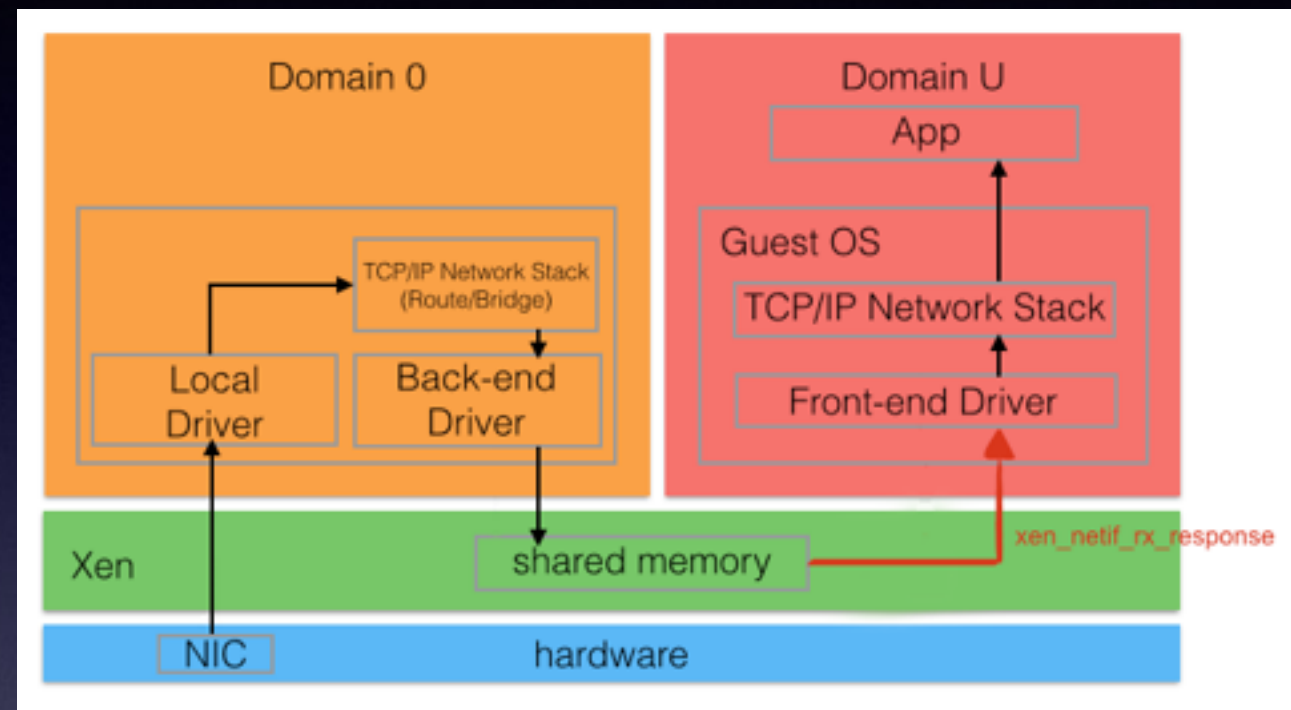 Domain 0
TCP/IP Network Stack
(Route/Bridge)
Local
Driver
Back-end
Driver
Domain U
App
Guest OS
TCP/IP Network Stack
Front-end Driver
Xen
shared memory
xen_netif_rx_response
NIC
hardware